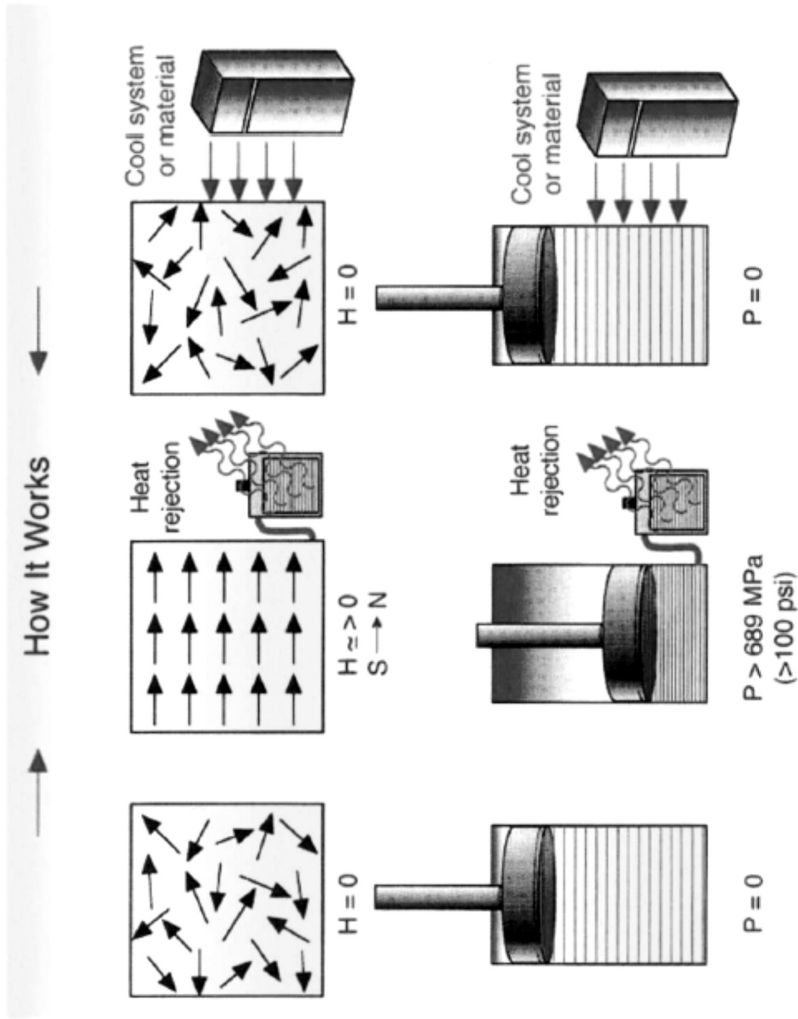 How It Works
H = 0
Heat
rejection
H ≃ > 0
S → N
Cool system
or material
H = 0
P = 0
Heat
rejection
P > 689 MPa
(>100 psi)
Cool system
or material
P = 0